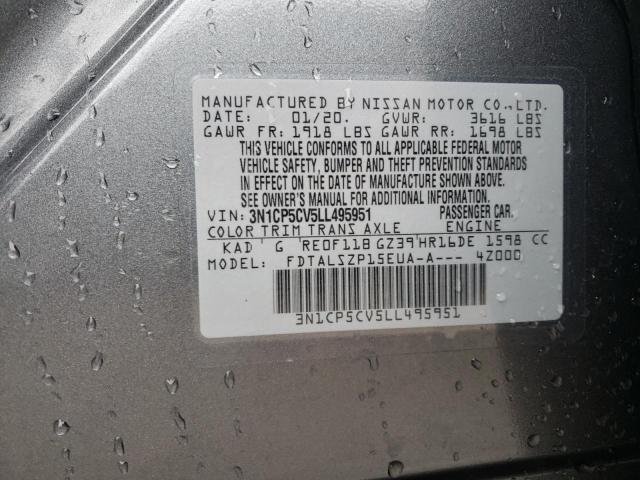 MANUFACTURED BY NISSAN MOTOR CO.,LTD.
DATE: 01/20. GVWR: 3616 LBS
GAWR FR: 1918 LBS GAWR RR: 1698 LBS
THIS VEHICLE CONFORMS TO ALL APPLICABLE FEDERAL MOTOR
VEHICLE SAFETY, BUMPER AND THEFT PREVENTION STANDARDS
IN EFFECT ON THE DATE OF MANUFACTURE SHOWN ABOVE.
SEE OWNER'S MANUAL FOR ADDITIONAL INFORMATION.
VIN: 3N1CP5CV5LL495951 PASSENGER CAR.
COLOR TRIM TRANS AXLE ENGINE
KAD G RE0F11B GZ39 HR16DE 1598 CC
MODEL: FDTALSZP15EUA-A--- 4Z000
3N1CP5CV5LL495951